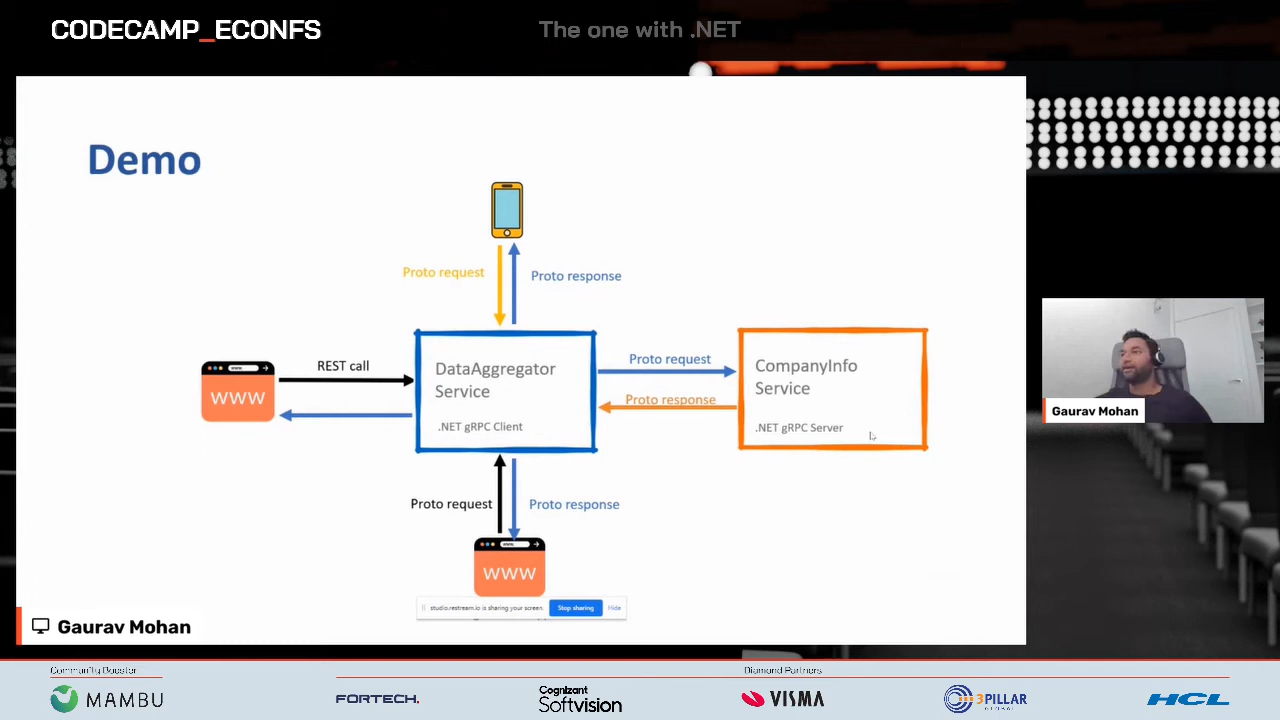 CODECAMP_ECONFS
The one with .NET
Demo
Proto request
Proto response
REST call
www
DataAggregator
Service
.NET gRPC Client
Proto request
Proto response
CompanyInfo
Service
.NET gRPC Server
Proto request
Proto response
www
studio.restream.io is sharing your screen.
Stop sharing
Hide
Gaurav Mohan
Gaurav Mohan
Community Booster
Diamond Partners
MAMBU
FORTECH.
Cognizant
Softvision
VISMA
3PILLAR
GLOBAL
HCL